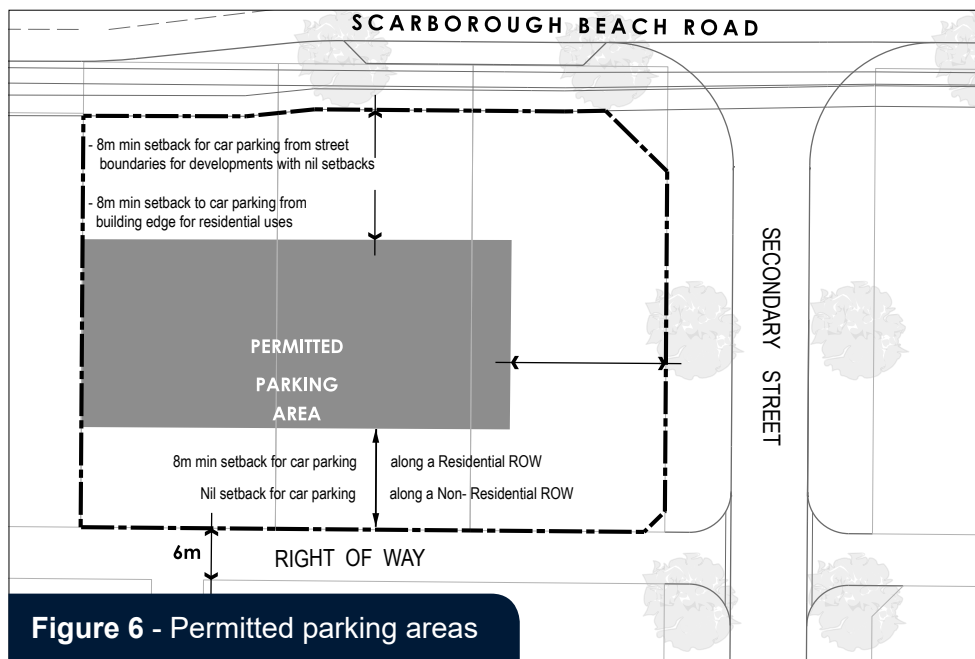 SCARBOROUGH BEACH ROAD
- 8m min setback for car parking from street
boundaries for developments with nil setbacks
- 8m min setback to car parking from
building edge for residential uses
SECONDARY STREET
PERMITTED
PARKING
AREA
8m min setback for car parking along a Residential ROW
Nil setback for car parking along a Non- Residential ROW
6m
RIGHT OF WAY
Figure 6 - Permitted parking areas